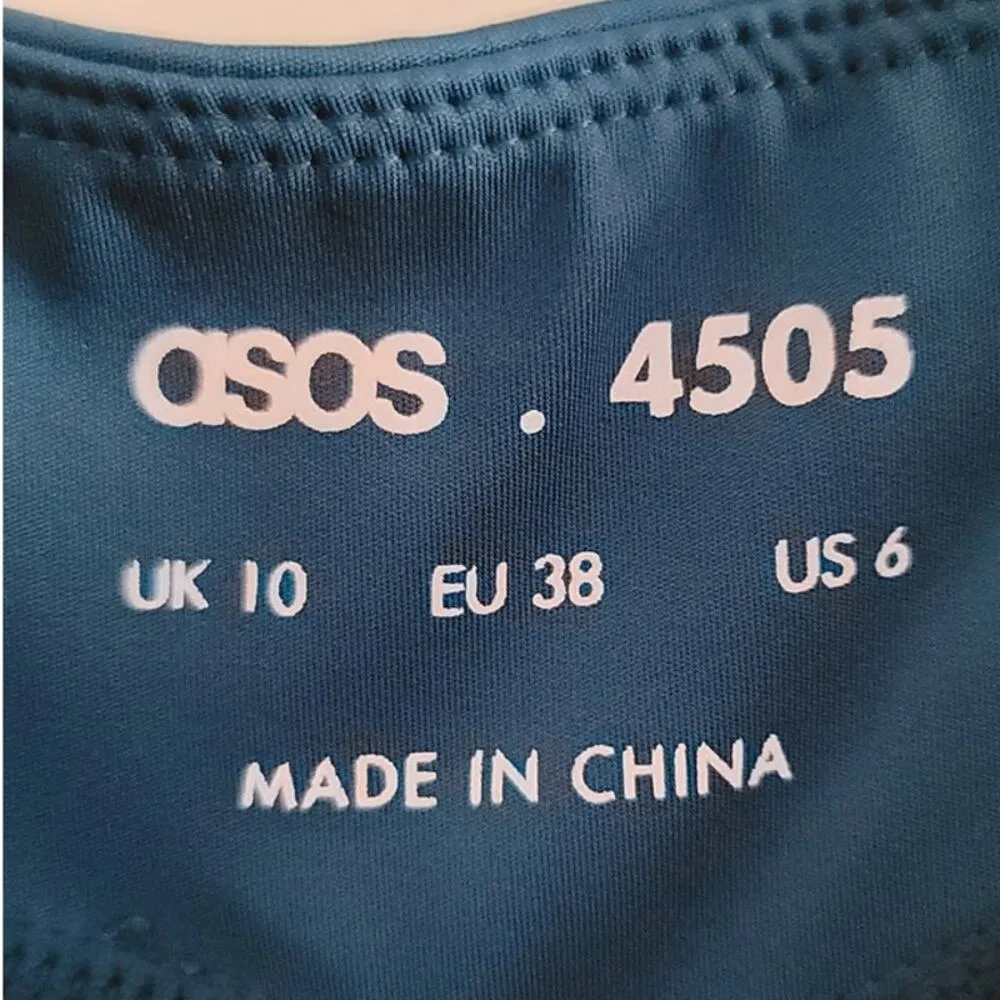 asos . 4505
UK 10 EU 38 US 6
MADE IN CHINA